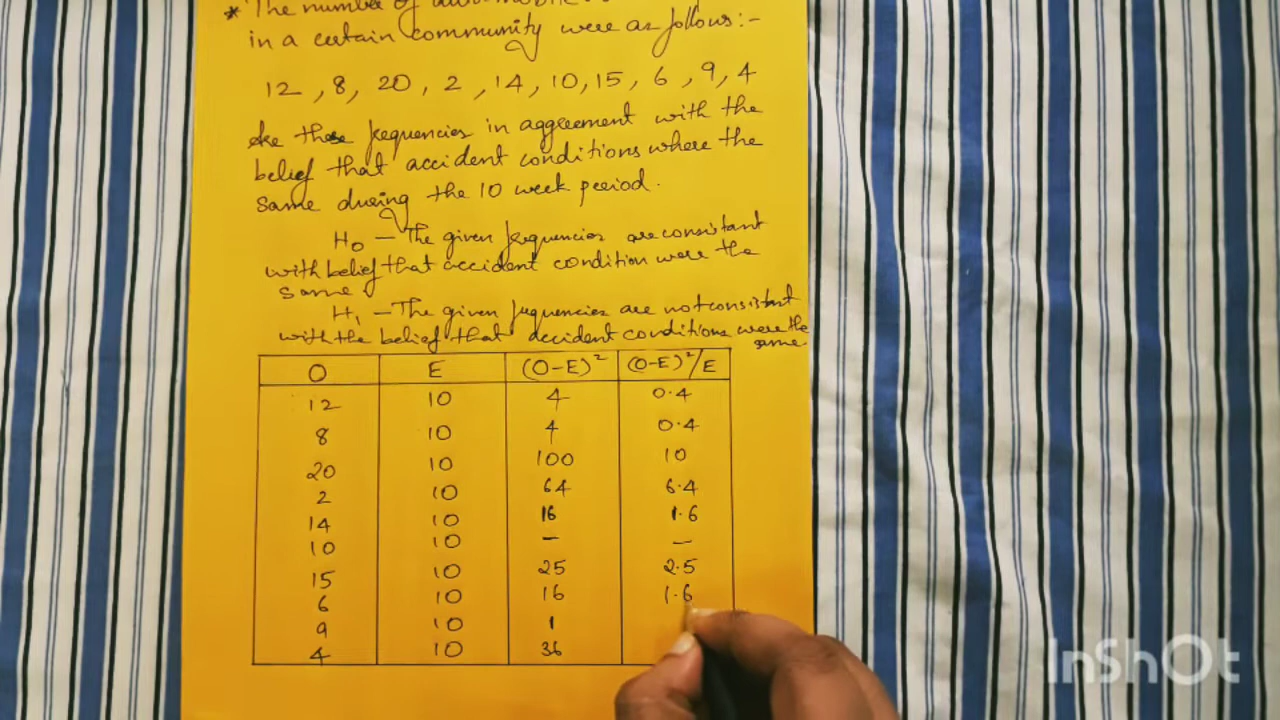 * The number of
in a certain community were as follows:-
12, 8, 20, 2, 14, 10, 15, 6, 9, 4
Are these frequencies in aggreement with the
belief that accident conditions where the
same during the 10 week period.
H0 - The given frequencies are consistant
with belief that accident condition were the
same
H1 - The given frequencies are not consistant
with the belief that accident conditions were the
same.
O E (O-E)² (O-E)²/E
12 10 4 0.4
8 10 4 0.4
20 10 100 10
2 10 64 6.4
14 10 16 1.6
10 10 - -
15 10 25 2.5
6 10 16 1.6
9 10 1
4 10 36
InShOt